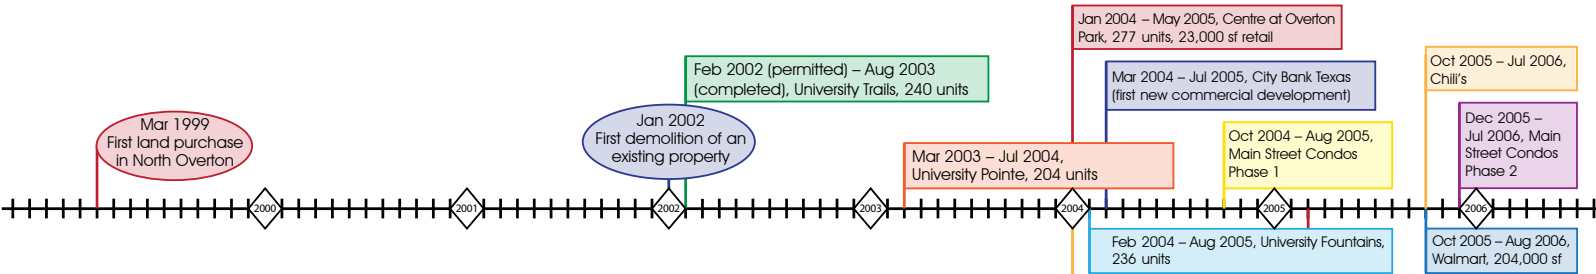 Jan 2004 – May 2005, Centre at Overton
Park, 277 units, 23,000 sf retail
Oct 2005 – Jul 2006,
Chili's
Feb 2002 (permitted) – Aug 2003
(completed), University Trails, 240 units
Mar 2004 – Jul 2005, City Bank Texas
(first new commercial development)
Mar 1999
First land purchase
in North Overton
Jan 2002
First demolition of an
existing property
Mar 2003 – Jul 2004,
University Pointe, 204 units
Oct 2004 – Aug 2005,
Main Street Condos
Phase 1
Dec 2005 –
Jul 2006, Main
Street Condos
Phase 2
2000
2001
2002
2003
2004
2005
2006
Feb 2004 – Aug 2005, University Fountains,
236 units
Oct 2005 – Aug 2006,
Walmart, 204,000 sf